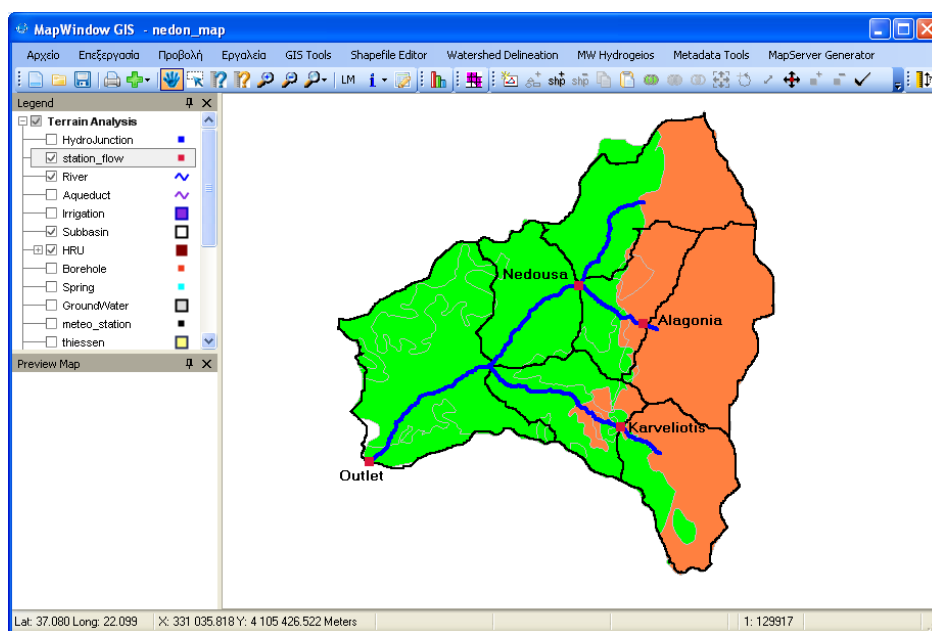 MapWindow GIS - nedon_map
Αρχείο Επεξεργασία Προβολή Εργαλεία GIS Tools Shapefile Editor Watershed Delineation MW Hydrogeios Metadata Tools MapServer Generator
LM shp shp
Legend
Terrain Analysis
HydroJunction
station_flow
River
Aqueduct
Irrigation
Subbasin
HRU
Borehole
Spring
GroundWater
meteo_station
thiessen
Preview Map
Nedousa
Alagonia
Karveliotis
Outlet
Lat: 37.080 Long: 22.099 X: 331 035.818 Y: 4 105 426.522 Meters 1: 129917